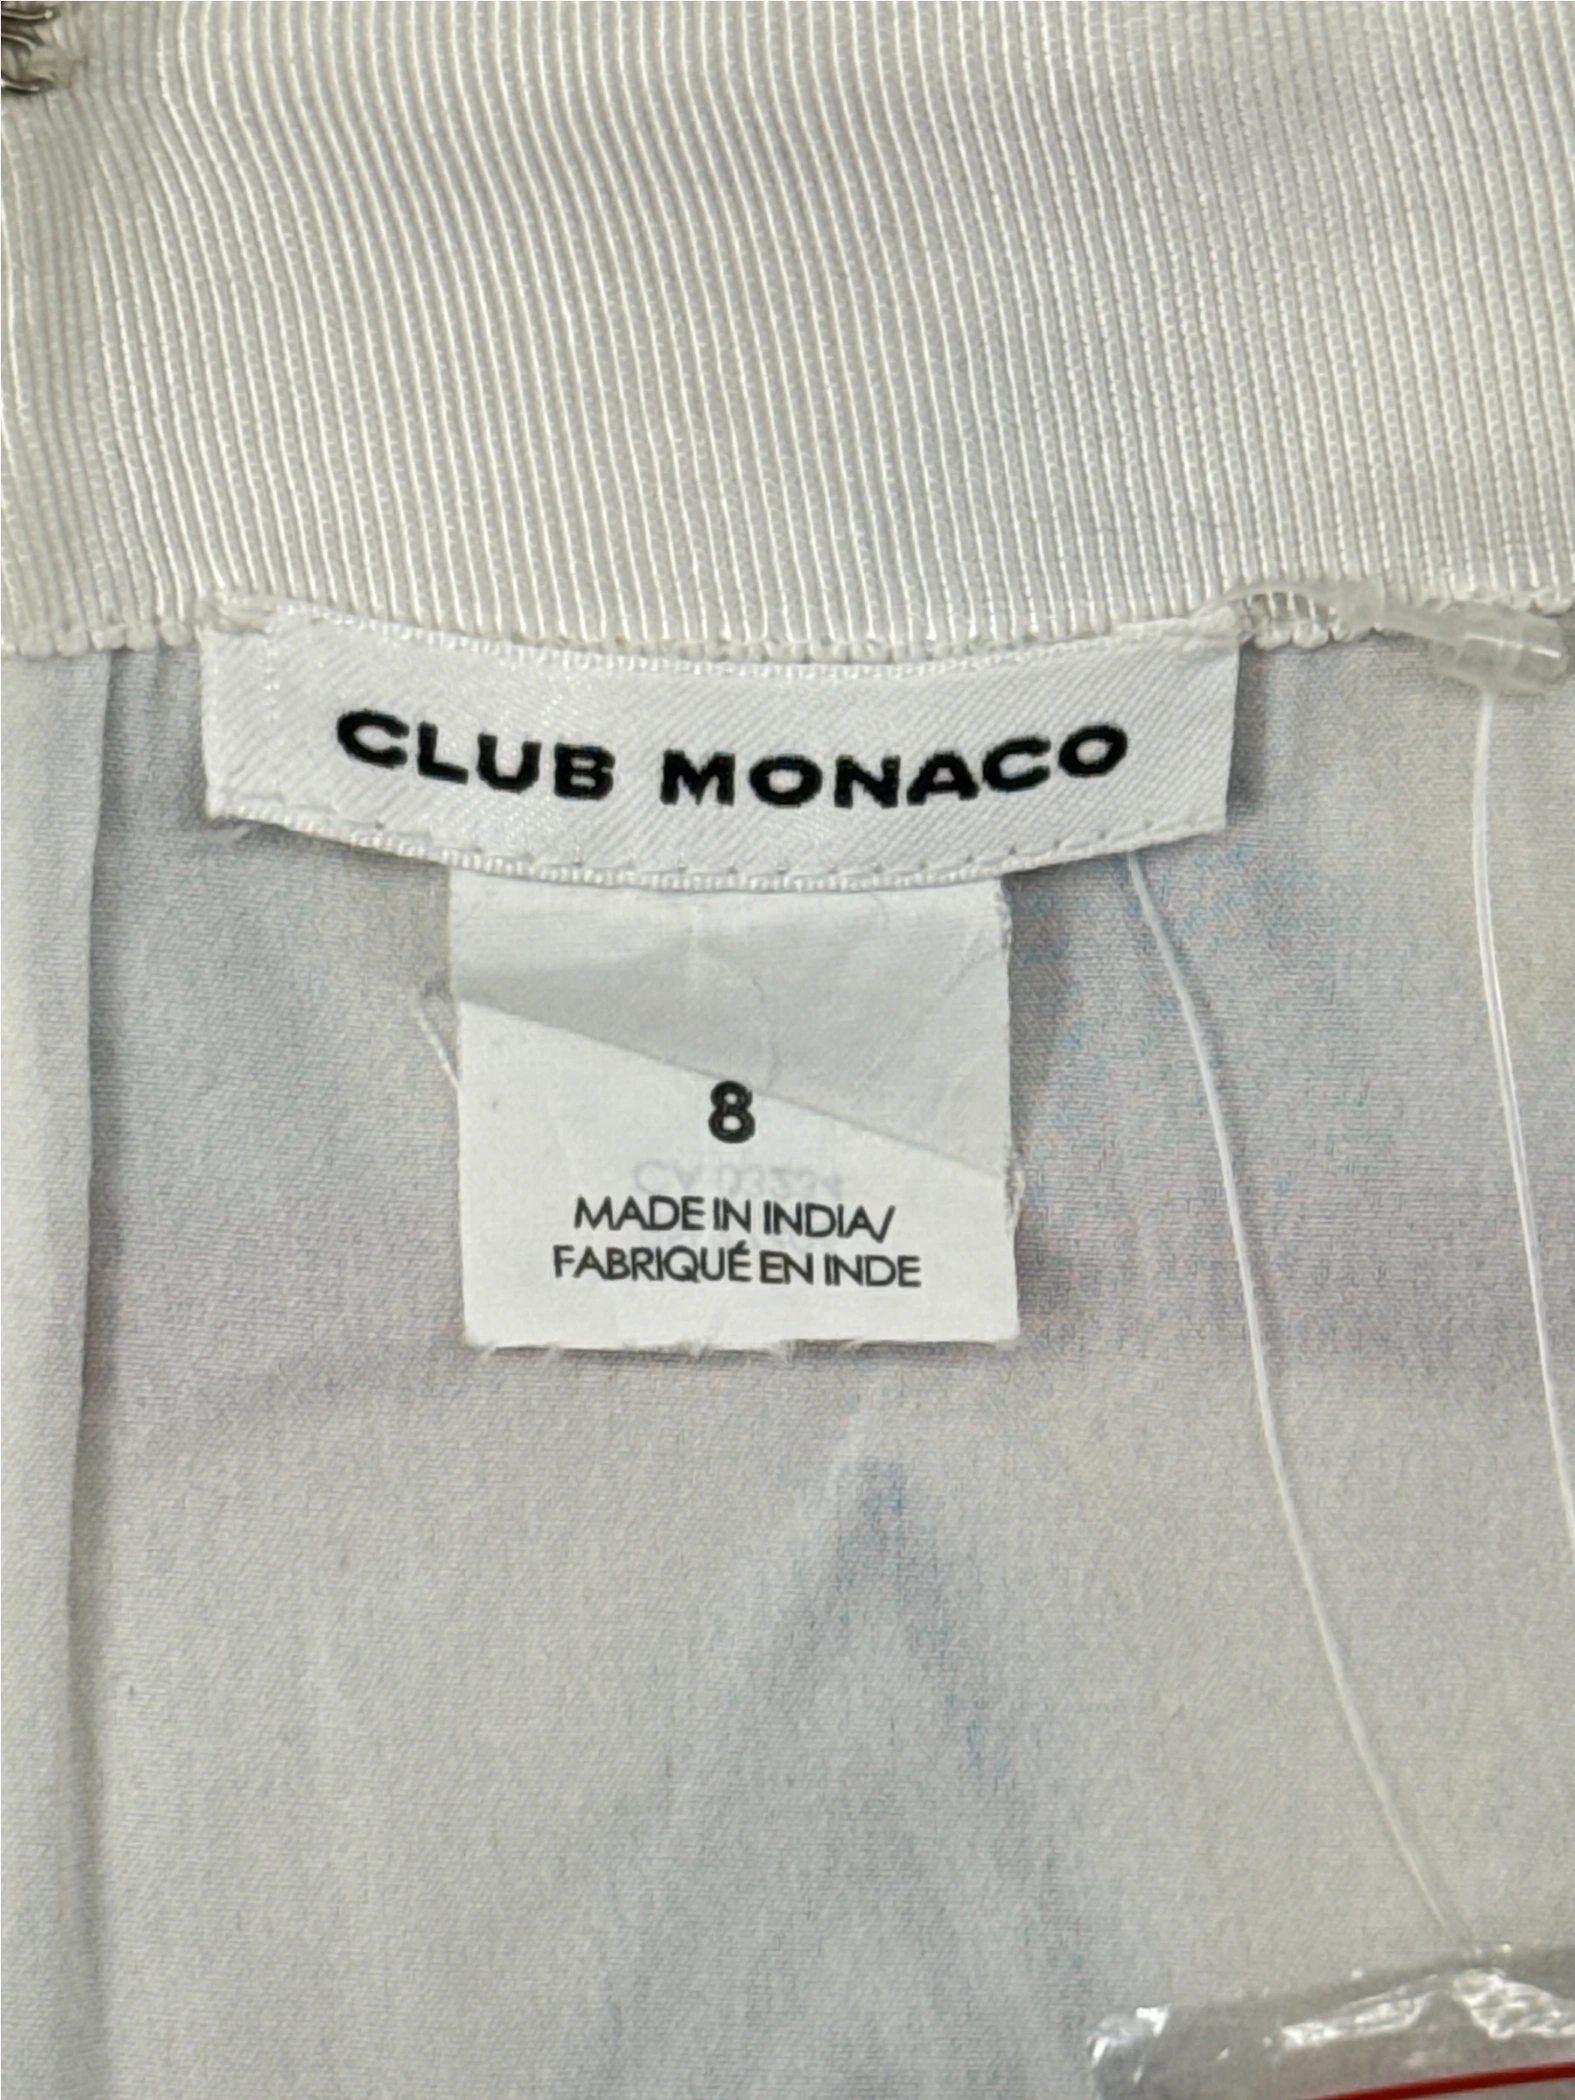 CLUB MONACO
8
MADE IN INDIA/
FABRIQUÉ EN INDE